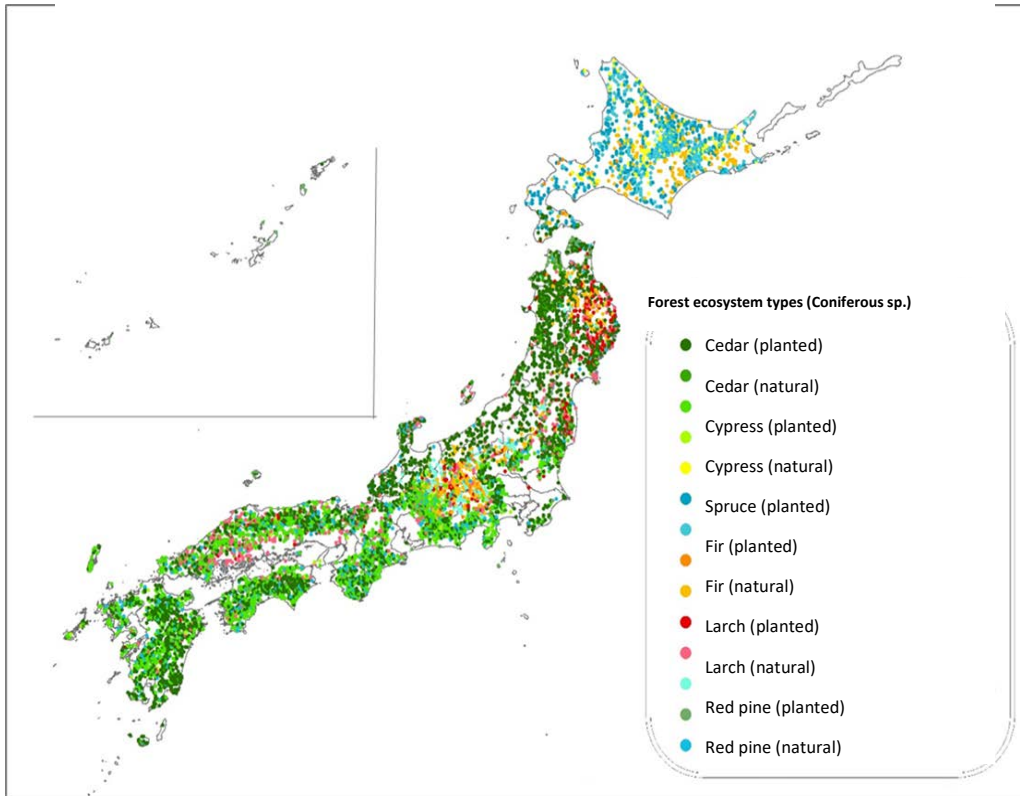 Forest ecosystem types (Coniferous sp.)
Cedar (planted)
Cedar (natural)
Cypress (planted)
Cypress (natural)
Spruce (planted)
Fir (planted)
Fir (natural)
Larch (planted)
Larch (natural)
Red pine (planted)
Red pine (natural)